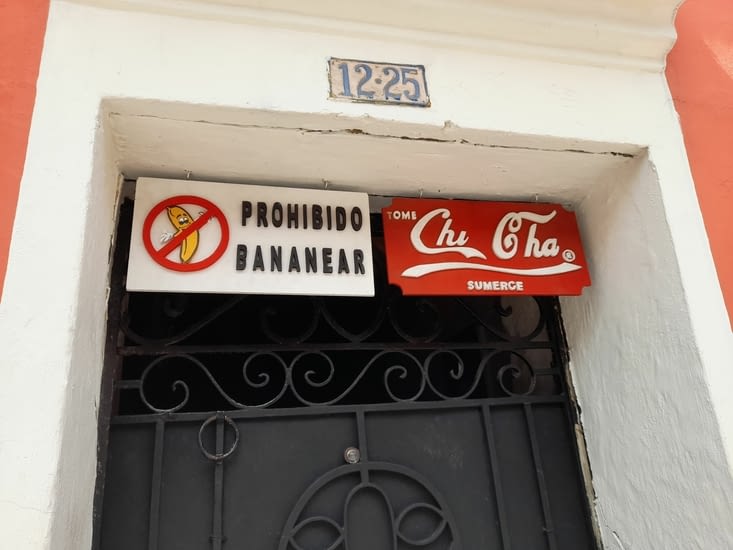 12-25
PROHIBIDO
BANANEAR
TOME
Chi Cha ®
SUMERCE